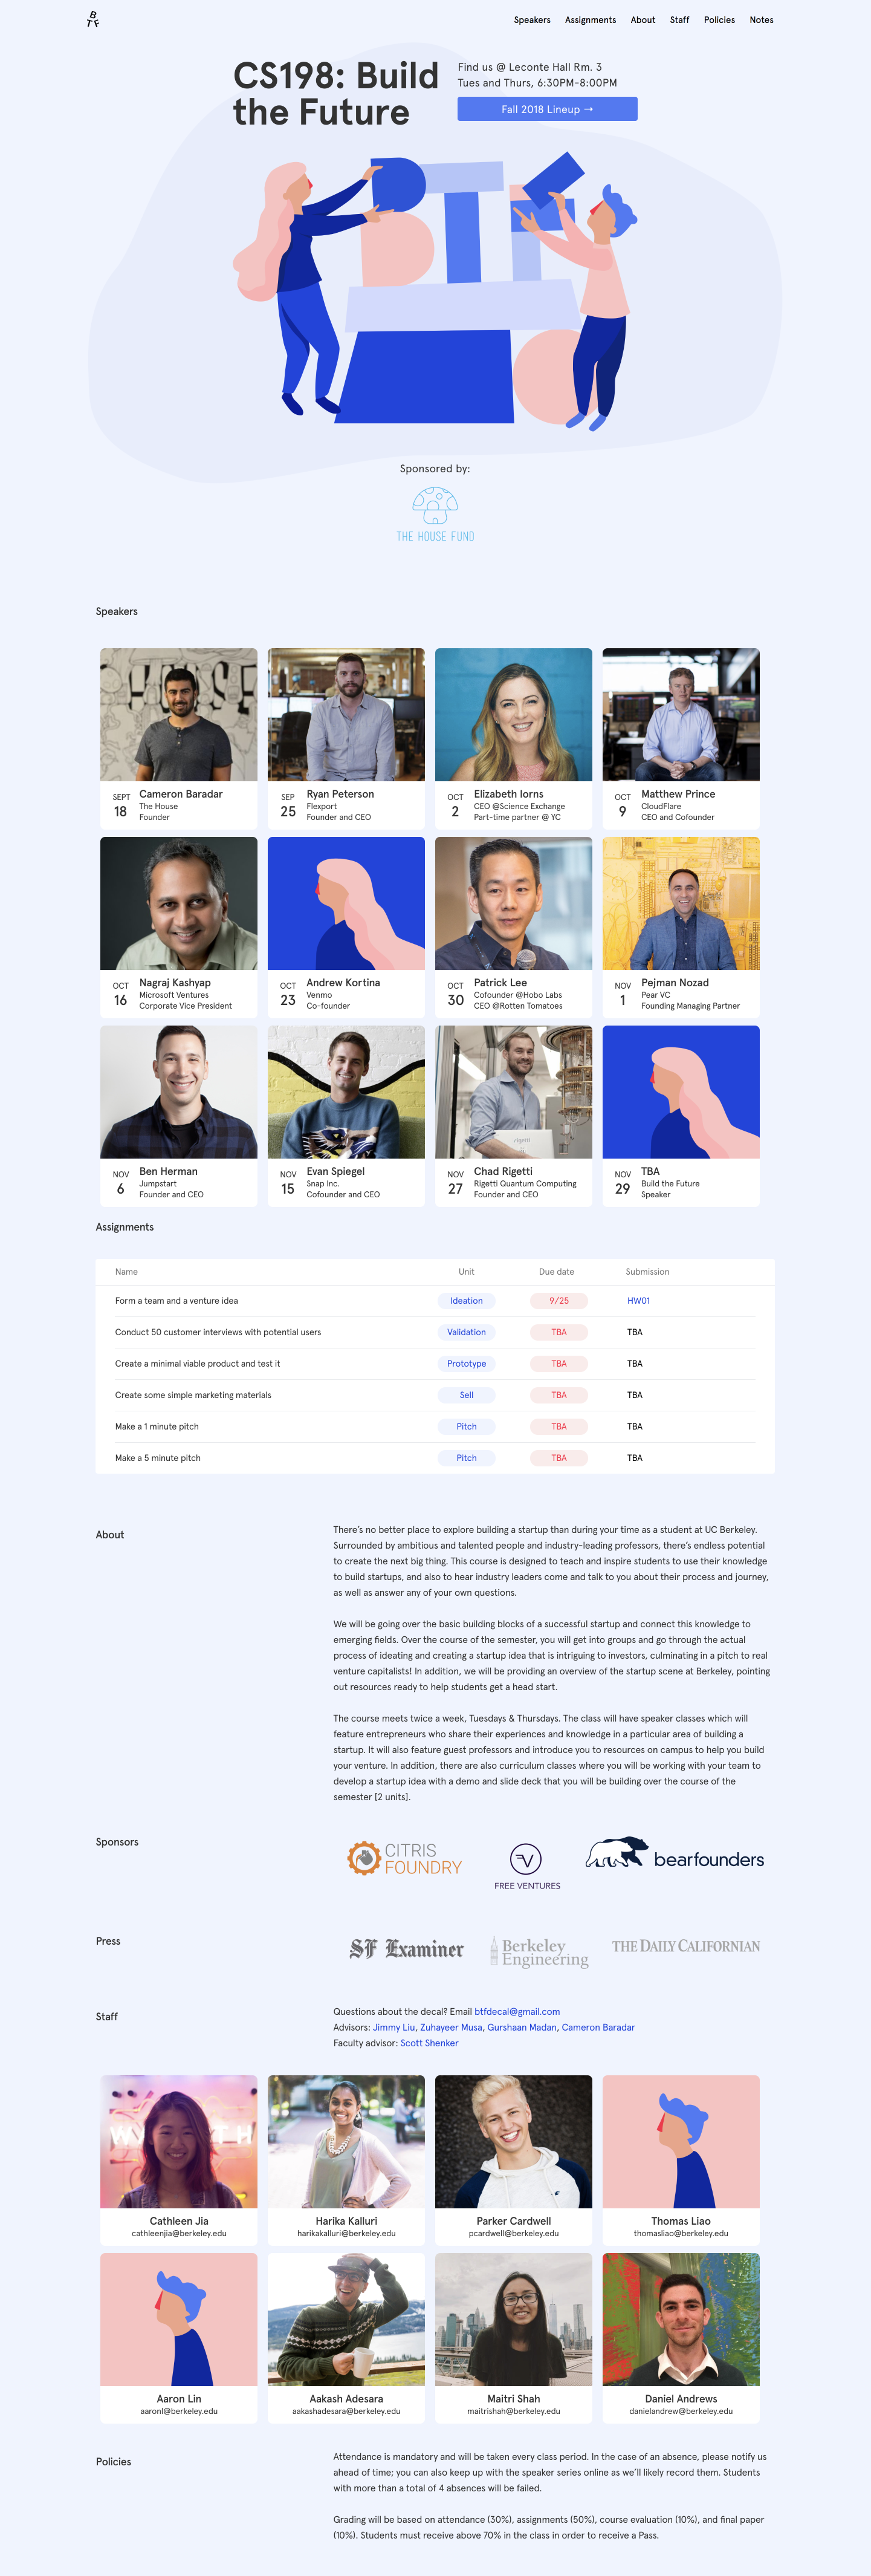 B
T F
Speakers Assignments About Staff Policies Notes
CS198: Build
the Future
Find us @ Leconte Hall Rm. 3
Tues and Thurs, 6:30PM-8:00PM
Fall 2018 Lineup →
Sponsored by:
THE HOUSE FUND
Speakers
SEPT
18
Cameron Baradar
The House
Founder
SEP
25
Ryan Peterson
Flexport
Founder and CEO
OCT
2
Elizabeth Iorns
CEO @Science Exchange
Part-time partner @ YC
OCT
9
Matthew Prince
CloudFlare
CEO and Cofounder
OCT
16
Nagraj Kashyap
Microsoft Ventures
Corporate Vice President
OCT
23
Andrew Kortina
Venmo
Co-founder
OCT
30
Patrick Lee
Cofounder @Hobo Labs
CEO @Rotten Tomatoes
NOV
1
Pejman Nozad
Pear VC
Founding Managing Partner
rigetti
NOV
6
Ben Herman
Jumpstart
Founder and CEO
NOV
15
Evan Spiegel
Snap Inc.
Cofounder and CEO
NOV
27
Chad Rigetti
Rigetti Quantum Computing
Founder and CEO
NOV
29
TBA
Build the Future
Speaker
Assignments
Name Unit Due date Submission
Form a team and a venture idea Ideation 9/25 HW01
Conduct 50 customer interviews with potential users Validation TBA TBA
Create a minimal viable product and test it Prototype TBA TBA
Create some simple marketing materials Sell TBA TBA
Make a 1 minute pitch Pitch TBA TBA
Make a 5 minute pitch Pitch TBA TBA
About
There's no better place to explore building a startup than during your time as a student at UC Berkeley.
Surrounded by ambitious and talented people and industry-leading professors, there's endless potential
to create the next big thing. This course is designed to teach and inspire students to use their knowledge
to build startups, and also to hear industry leaders come and talk to you about their process and journey,
as well as answer any of your own questions.
We will be going over the basic building blocks of a successful startup and connect this knowledge to
emerging fields. Over the course of the semester, you will get into groups and go through the actual
process of ideating and creating a startup idea that is intriguing to investors, culminating in a pitch to real
venture capitalists! In addition, we will be providing an overview of the startup scene at Berkeley, pointing
out resources ready to help students get a head start.
The course meets twice a week, Tuesdays & Thursdays. The class will have speaker classes which will
feature entrepreneurs who share their experiences and knowledge in a particular area of building a
startup. It will also feature guest professors and introduce you to resources on campus to help you build
your venture. In addition, there are also curriculum classes where you will be working with your team to
develop a startup idea with a demo and slide deck that you will be building over the course of the
semester [2 units].
Sponsors
CITRIS
FOUNDRY
FREE VENTURES
bearfounders
Press
SF Examiner
Berkeley
Engineering
THE DAILY CALIFORNIAN
Staff
Questions about the decal? Email btfdecal@gmail.com
Advisors: Jimmy Liu, Zuhayeer Musa, Gurshaan Madan, Cameron Baradar
Faculty advisor: Scott Shenker
Cathleen Jia
cathleenjia@berkeley.edu
Harika Kalluri
harikakalluri@berkeley.edu
Parker Cardwell
pcardwell@berkeley.edu
Thomas Liao
thomasliao@berkeley.edu
Aaron Lin
aaronl@berkeley.edu
Aakash Adesara
aakashadesara@berkeley.edu
Maitri Shah
maitrishah@berkeley.edu
Daniel Andrews
danielandrew@berkeley.edu
Policies
Attendance is mandatory and will be taken every class period. In the case of an absence, please notify us
ahead of time; you can also keep up with the speaker series online as we'll likely record them. Students
with more than a total of 4 absences will be failed.
Grading will be based on attendance (30%), assignments (50%), course evaluation (10%), and final paper
(10%). Students must receive above 70% in the class in order to receive a Pass.